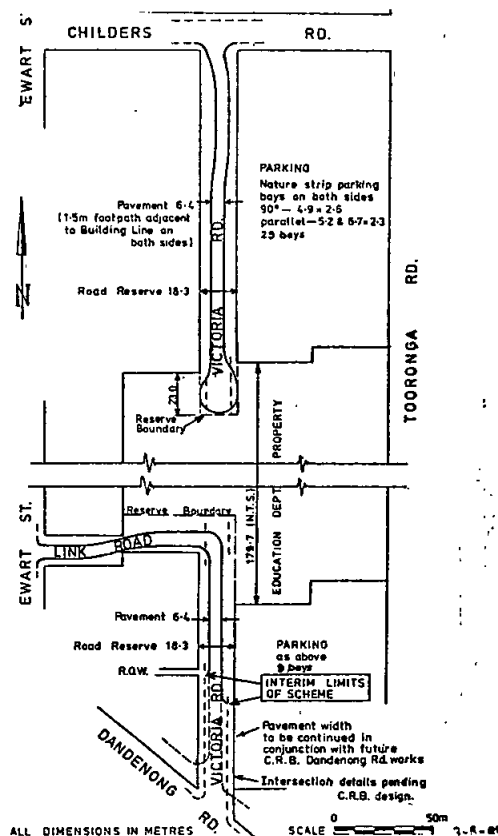 EWART S
CHILDERS RD.
PARKING
Nature strip parking
bays on both sides
90° — 4.9 × 2.6
parallel — 5.2 & 6.7 × 2.3
29 bays
Pavement 6.4
(1.5m footpath adjacent
to Building Line on
both sides)
VICTORIA RD.
Road Reserve 18.3
TOORONGA RD.
N
Reserve
Boundary
179.7 (N.T.S.)
EDUCATION DEPT. PROPERTY
Reserve Boundary
EWART ST.
LINK ROAD
Pavement 6.4
Road Reserve 18.3
PARKING
as above
9 bays
R.O.W.
INTERIM LIMITS
OF SCHEME
VICTORIA RD.
Pavement width
to be continued in
conjunction with future
C.R.B. Dandenong Rd. works
Intersection details pending
C.R.B. design.
DANDENONG RD.
ALL DIMENSIONS IN METRES
SCALE 0 50m